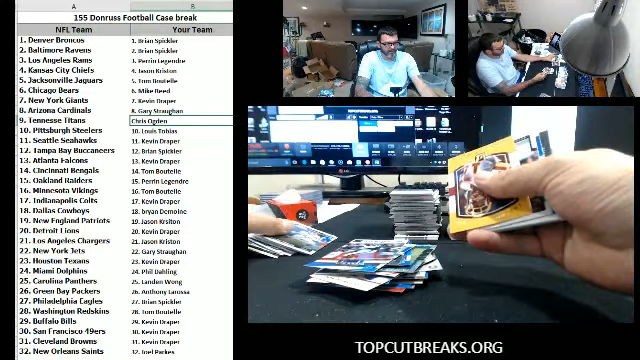 A B
155 Donruss Football Case break
NFL Team Your Team
1. Denver Broncos 1. Brian Spickler
2. Baltimore Ravens 2. Brian Spickler
3. Los Angeles Rams 3. Perrin Legendre
4. Kansas City Chiefs 4. Jason Kriston
5. Jacksonville Jaguars 5. Tom Boutelle
6. Chicago Bears 6. Mike Reed
7. New York Giants 7. Kevin Draper
8. Arizona Cardinals 8. Gary Straughan
9. Tennesse Titans Chris Ogden
10. Pittsburgh Steelers 10. Louis Tobias
11. Seattle Seahawks 11. Kevin Draper
12. Tampa Bay Buccaneers 12. Brian Spickler
13. Atlanta Falcons 13. Kevin Draper
14. Cincinnati Bengals 14. Tom Boutelle
15. Oakland Raiders 15. Perrin Legendre
16. Minnesota Vikings 16. Tom Boutelle
17. Indianapolis Colts 17. Kevin Draper
18. Dallas Cowboys 18. bryan Demoine
19. New England Patriots 19. Jason Kriston
20. Detroit Lions 20. Kevin Draper
21. Los Angeles Chargers 21. Jason Kriston
22. New York Jets 22. Gary Straughan
23. Houston Texans 23. Kevin Draper
24. Miami Dolphins 24. Phil Dahling
25. Carolina Panthers 25. Landen Wong
26. Green Bay Packers 26. Anthony Larossa
27. Philadelphia Eagles 27. Brian Spickler
28. Washington Redskins 28. Tom Boutelle
29. Buffalo Bills 29. Kevin Draper
30. San Francisco 49ers 30. Kevin Draper
31. Cleveland Browns 31. Kevin Draper
32. New Orleans Saints 32. Joel Parkes
TOPCUTBREAKS.ORG